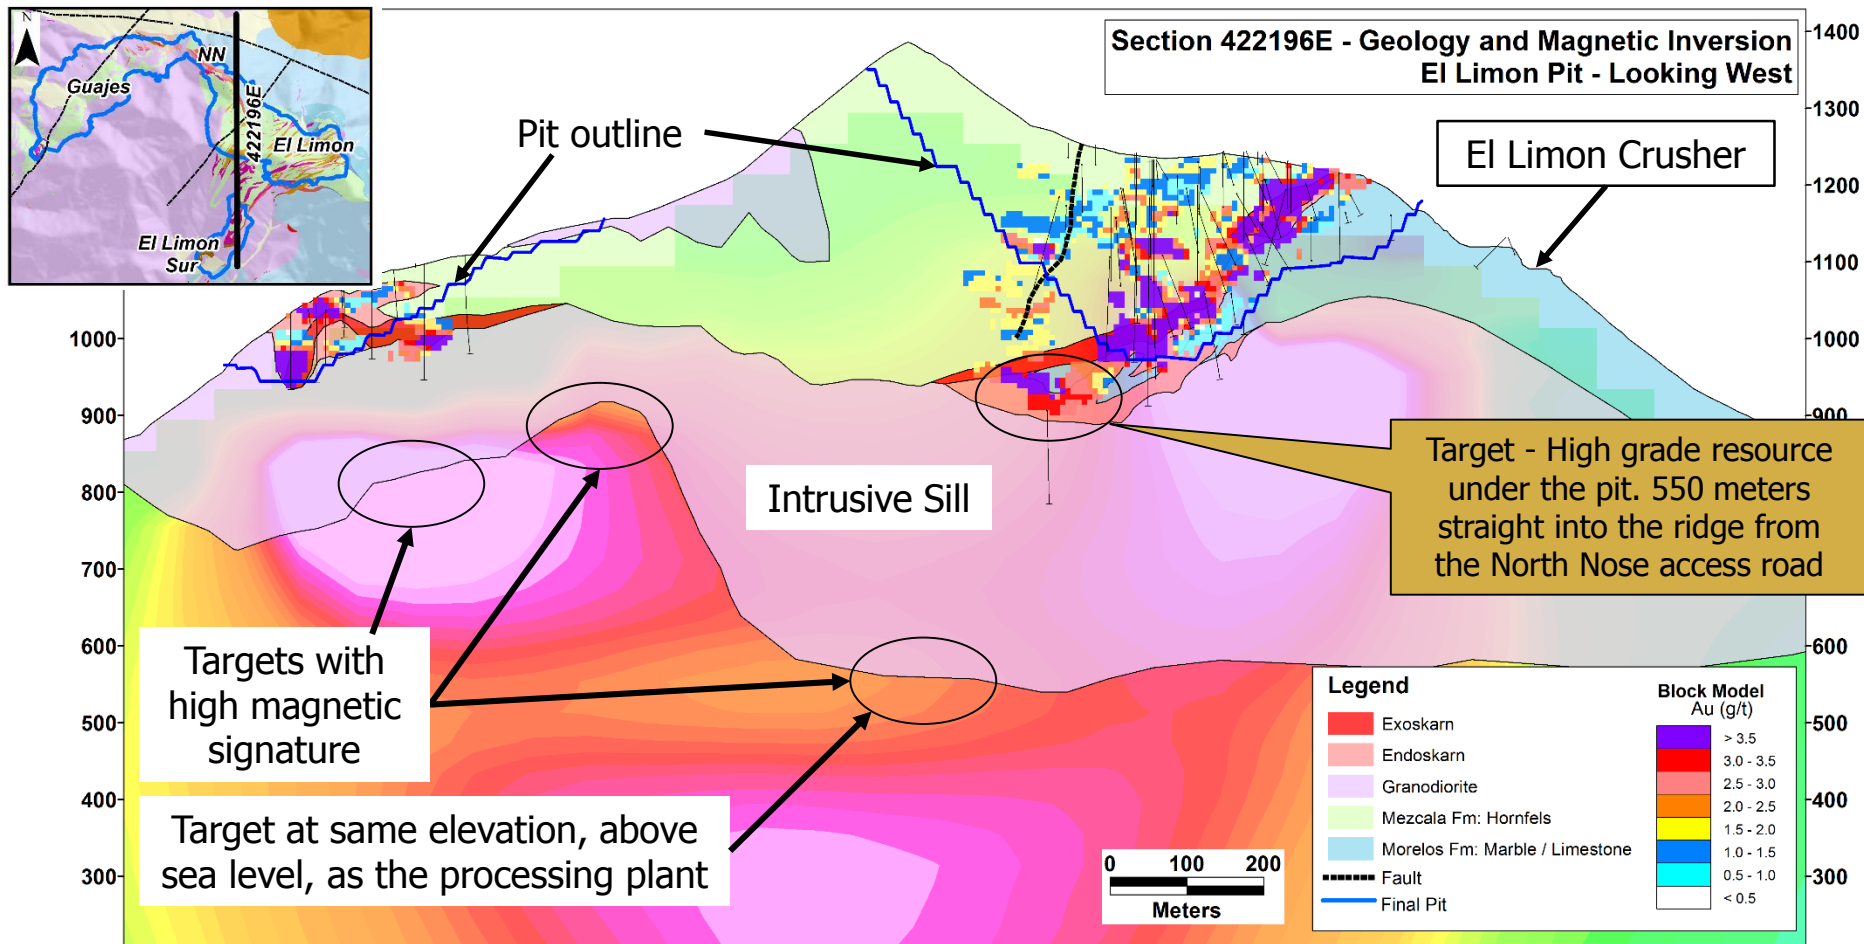 Section 422196E - Geology and Magnetic Inversion
El Limon Pit - Looking West
N
NN
Guajes
422196E
El Limon
El Limon
Sur
Pit outline
El Limon Crusher
1400
1300
1200
1100
1000
900
600
500
400
300
1000
900
800
700
600
500
400
300
Target - High grade resource
under the pit. 550 meters
straight into the ridge from
the North Nose access road
Intrusive Sill
Targets with
high magnetic
signature
Target at same elevation, above
sea level, as the processing plant
0 100 200
Meters
Legend
Exoskarn
Endoskarn
Granodiorite
Mezcala Fm: Hornfels
Morelos Fm: Marble / Limestone
Fault
Final Pit
Block Model
Au (g/t)
> 3.5
3.0 - 3.5
2.5 - 3.0
2.0 - 2.5
1.5 - 2.0
1.0 - 1.5
0.5 - 1.0
< 0.5